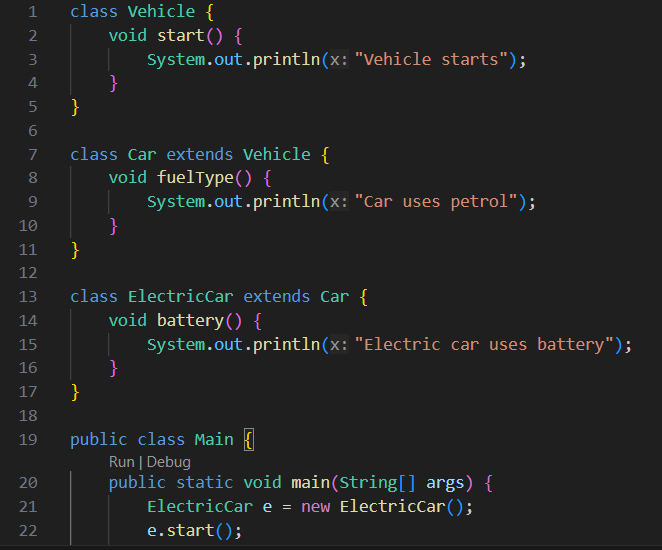 1 class Vehicle {
2     void start() {
3         System.out.println(x: "Vehicle starts");
4     }
5 }
6
7 class Car extends Vehicle {
8     void fuelType() {
9         System.out.println(x: "Car uses petrol");
10     }
11 }
12
13 class ElectricCar extends Car {
14     void battery() {
15         System.out.println(x: "Electric car uses battery");
16     }
17 }
18
19 public class Main {
Run | Debug
20     public static void main(String[] args) {
21         ElectricCar e = new ElectricCar();
22         e.start();